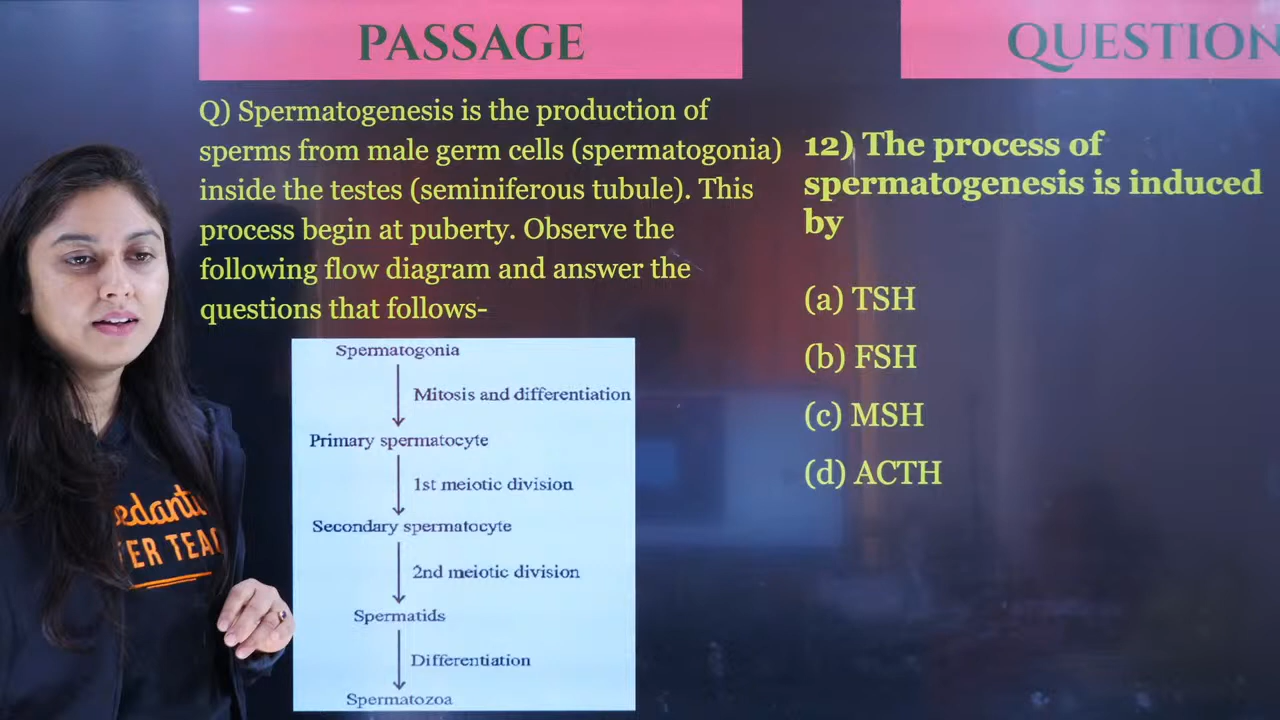 PASSAGE
Q) Spermatogenesis is the production of
sperms from male germ cells (spermatogonia)
inside the testes (seminiferous tubule). This
process begin at puberty. Observe the
following flow diagram and answer the
questions that follows-
Spermatogonia
Mitosis and differentiation
Primary spermatocyte
1st meiotic division
Secondary spermatocyte
2nd meiotic division
Spermatids
Differentiation
Spermatozoa
QUESTION
12) The process of
spermatogenesis is induced
by
(a) TSH
(b) FSH
(c) MSH
(d) ACTH